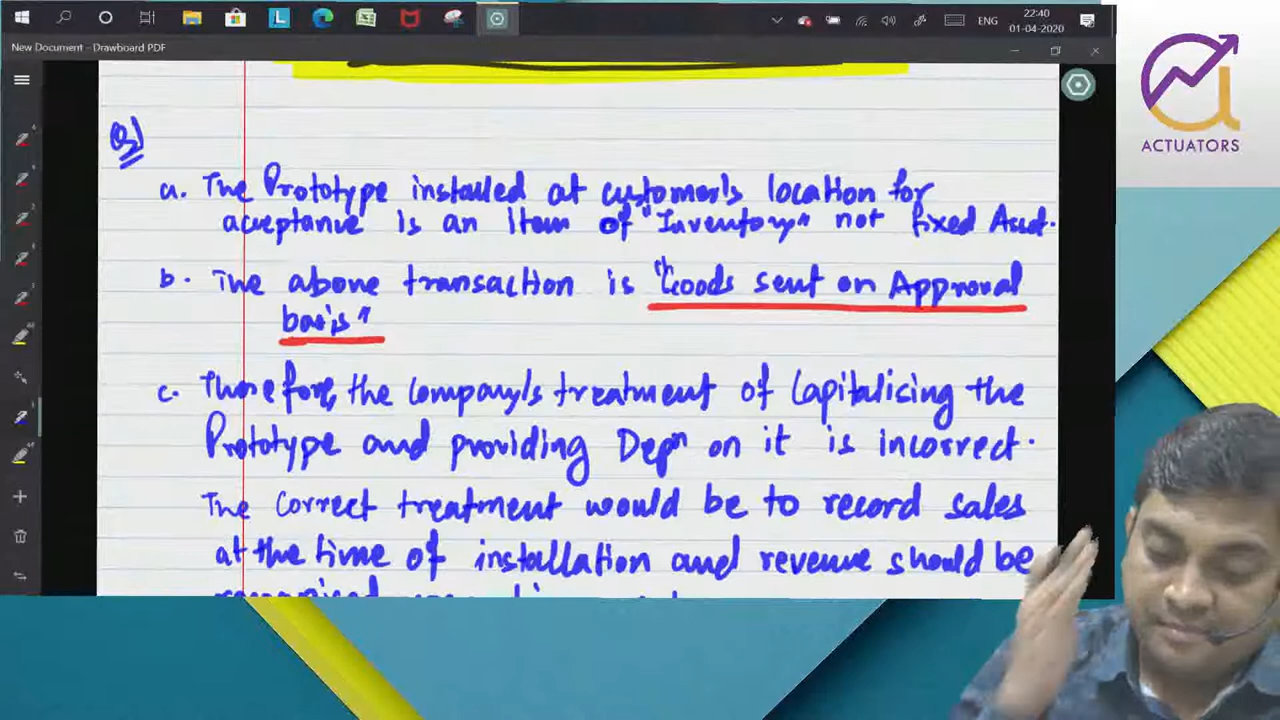 22:40
ENG
01-04-2020
New Document - Drawboard PDF
ACTUATORS
Q)
a. The Prototype installed at customer's location for
acceptance is an item of "Inventory" not fixed Asset.
b. The above transaction is "Goods sent on Approval
basis"
c. Therefore, the Company's treatment of Capitalising the
Prototype and providing Depn on it is incorrect.
The correct treatment would be to record sales
at the time of installation and revenue should be